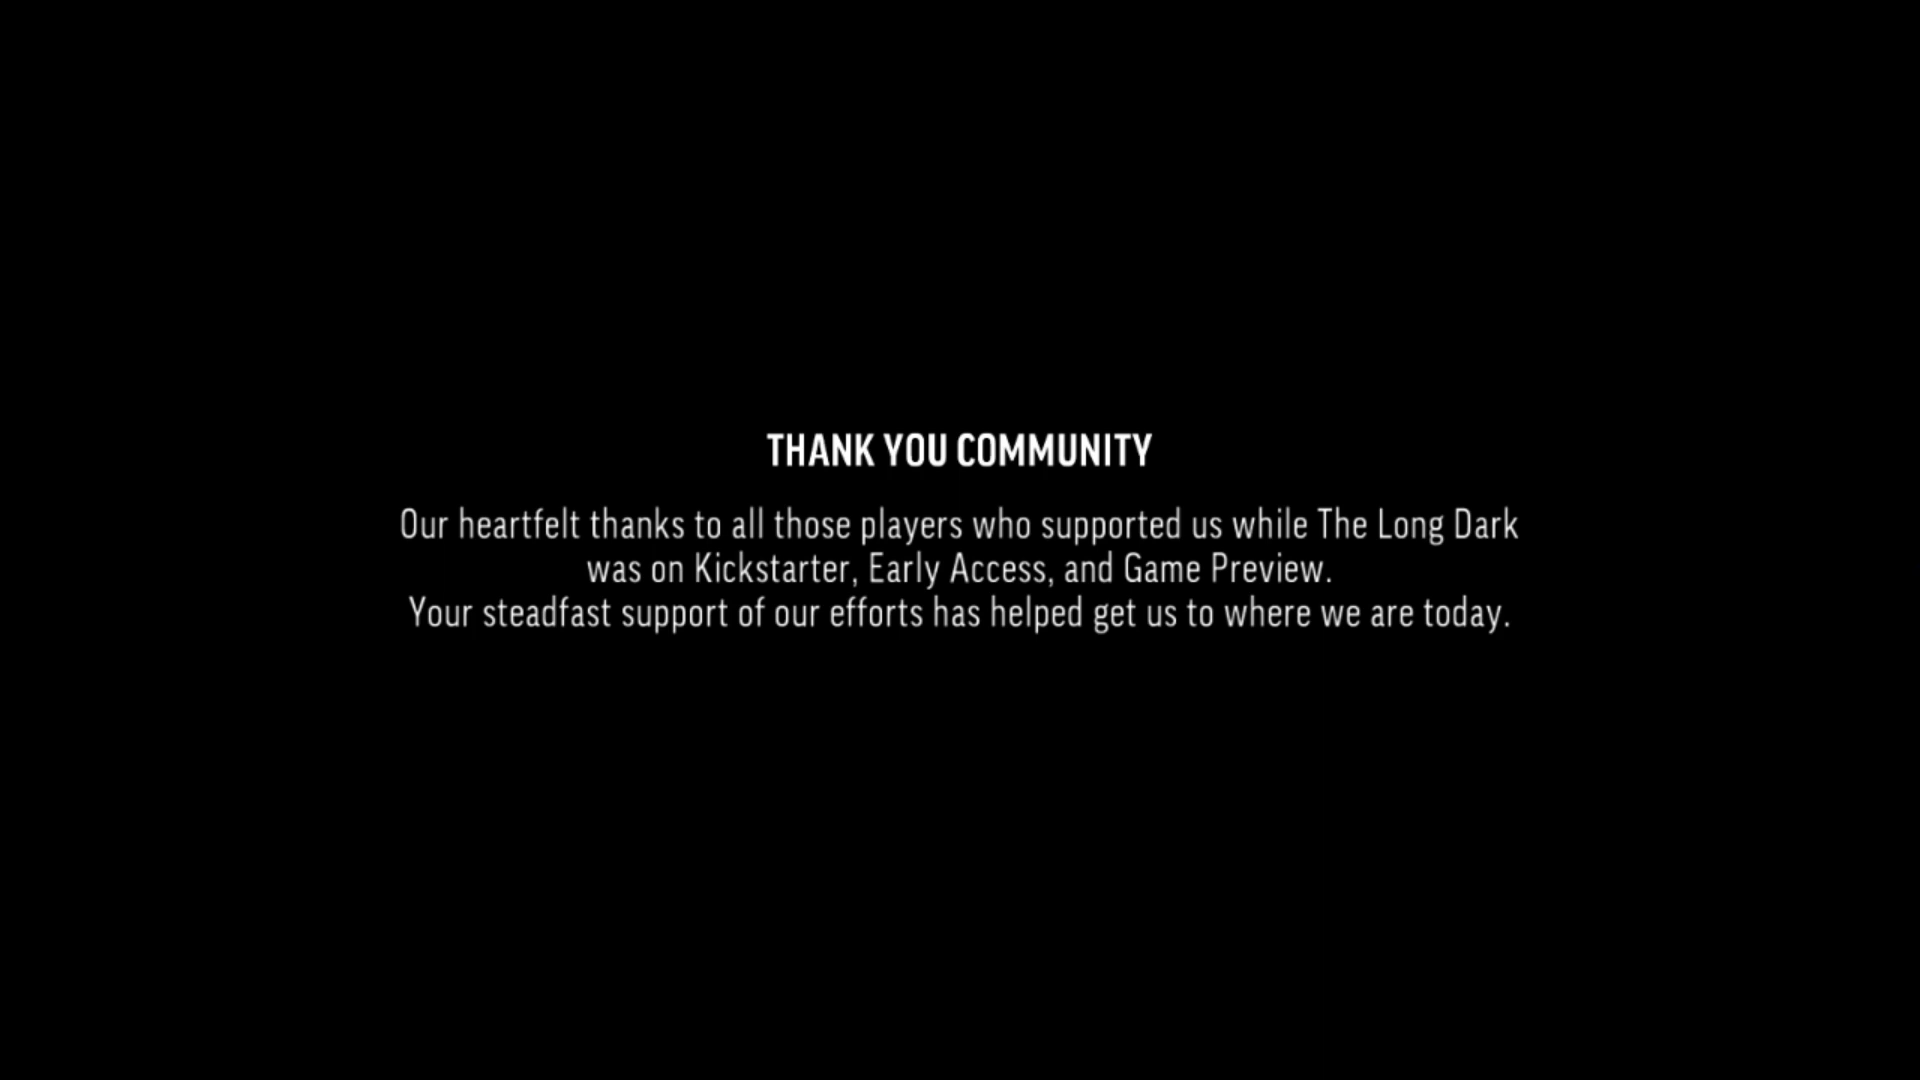 THANK YOU COMMUNITY
Our heartfelt thanks to all those players who supported us while The Long Dark
was on Kickstarter, Early Access, and Game Preview.
Your steadfast support of our efforts has helped get us to where we are today.